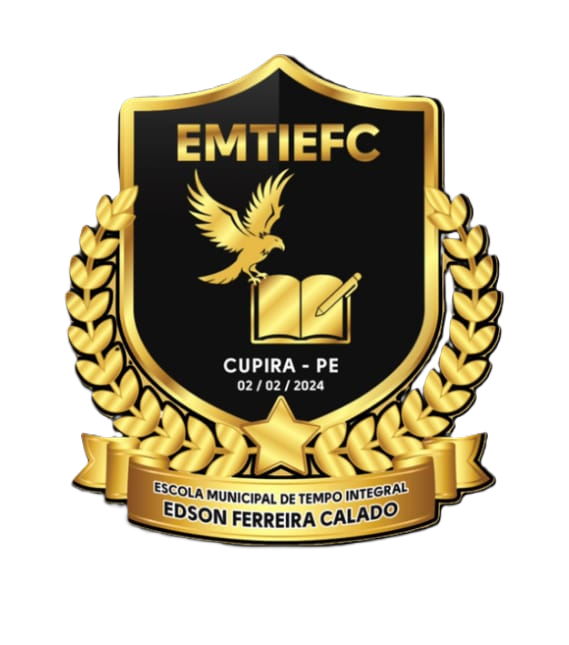 EMTIEFC
CUPIRA - PE
02 / 02 / 2024
ESCOLA MUNICIPAL DE TEMPO INTEGRAL
EDSON FERREIRA CALADO